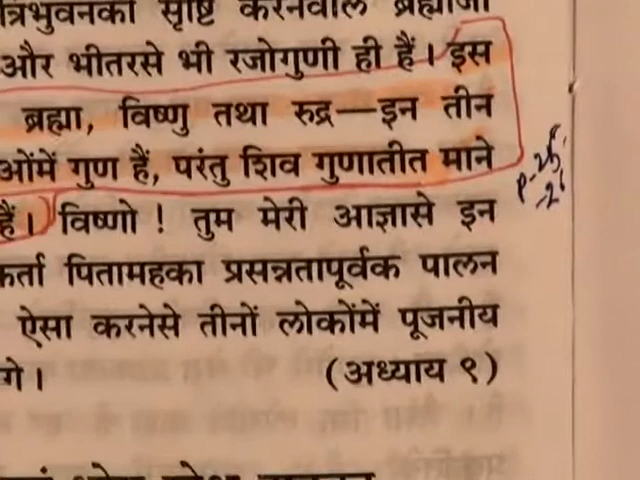 त्रिभुवनकी सृष्टि करनेवाले ब्रह्माजी
और भीतरसे भी रजोगुणी ही हैं। इस
ब्रह्मा, विष्णु तथा रुद्र—इन तीन
ओंमें गुण हैं, परंतु शिव गुणातीत माने
हैं। विष्णो ! तुम मेरी आज्ञासे इन
कर्ता पितामहका प्रसन्नतापूर्वक पालन
ऐसा करनेसे तीनों लोकोंमें पूजनीय
गे। (अध्याय ९)